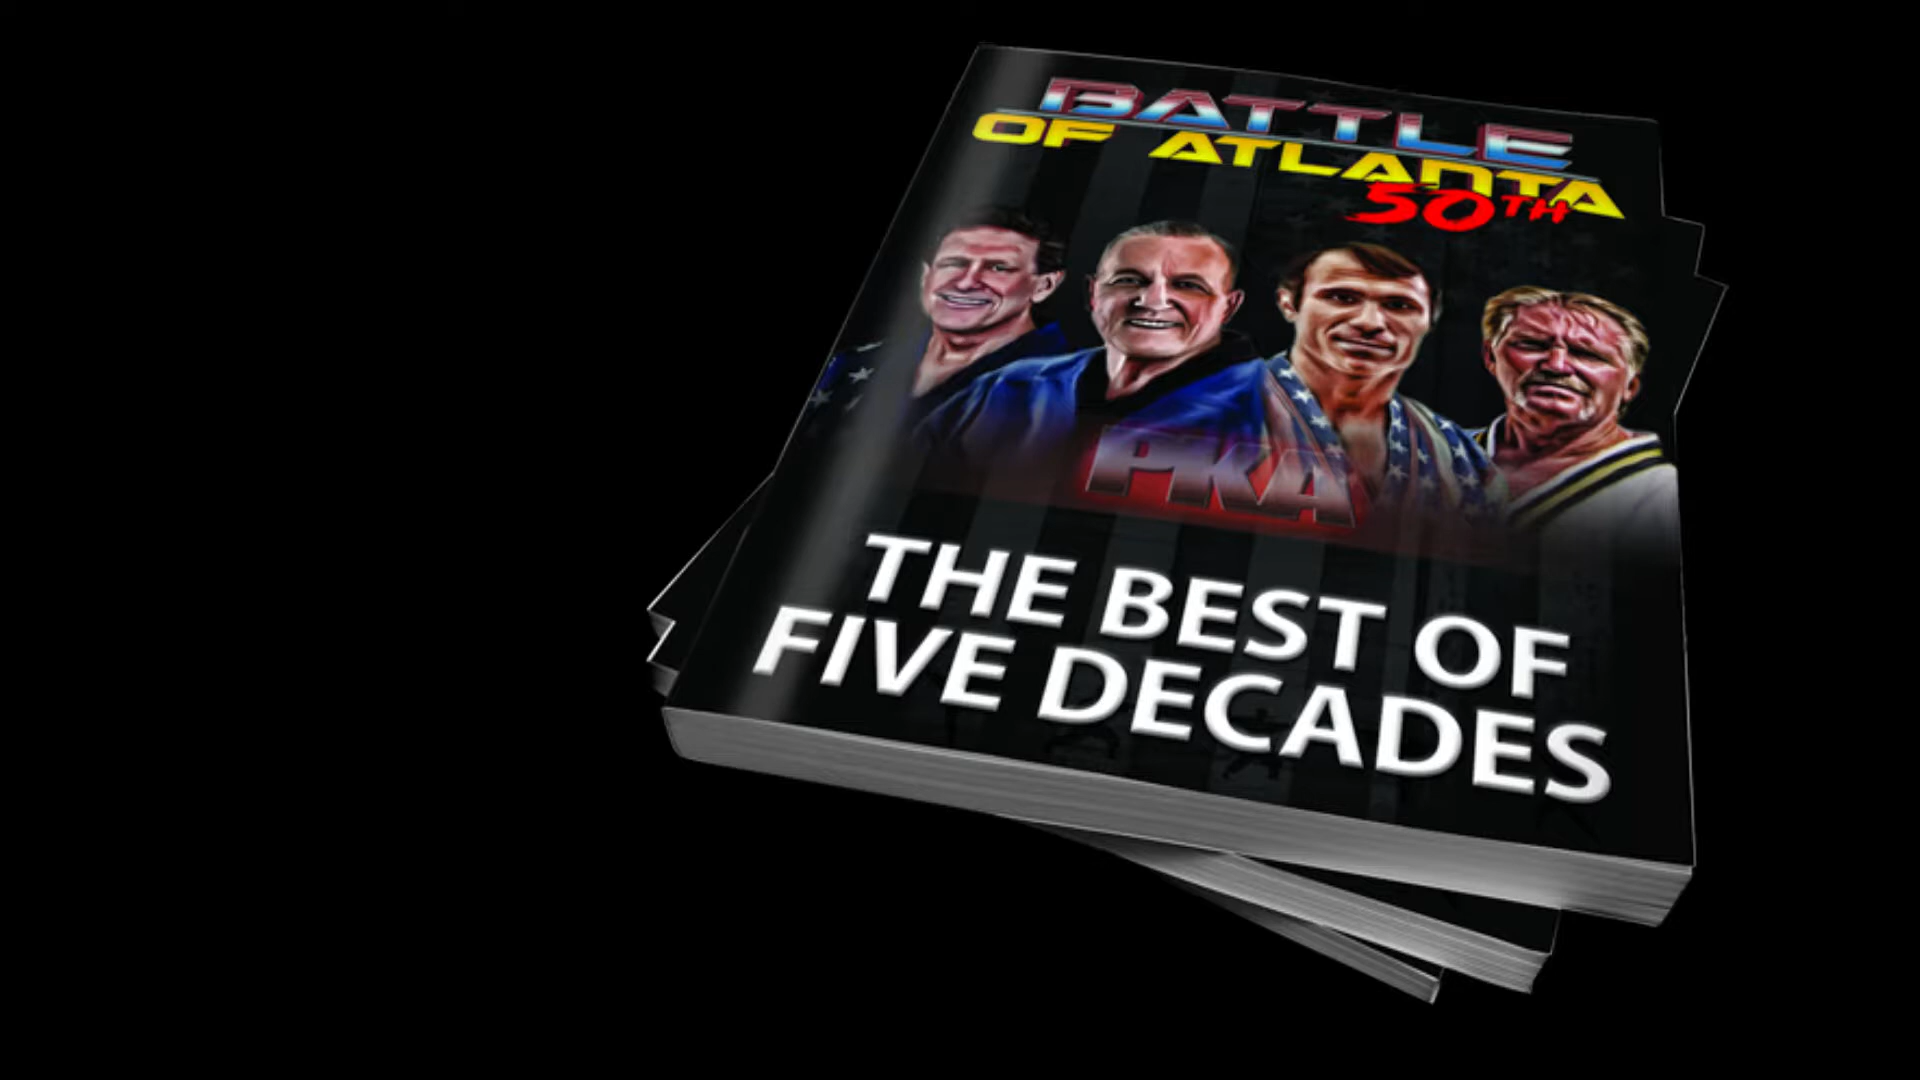 BATTLE
OF ATLANTA
50TH
PKA
THE BEST OF
FIVE DECADES